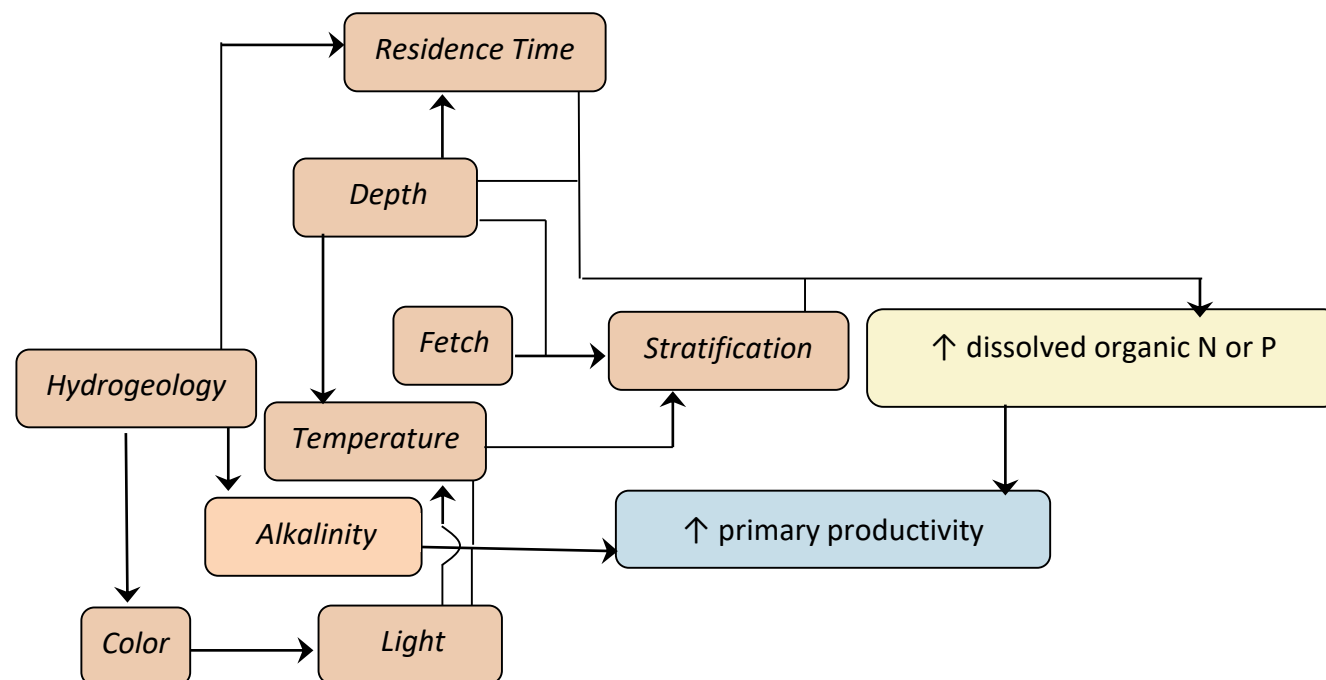 Residence Time
Depth
Fetch
Stratification
↑ dissolved organic N or P
Hydrogeology
Temperature
Alkalinity
↑ primary productivity
Color
Light